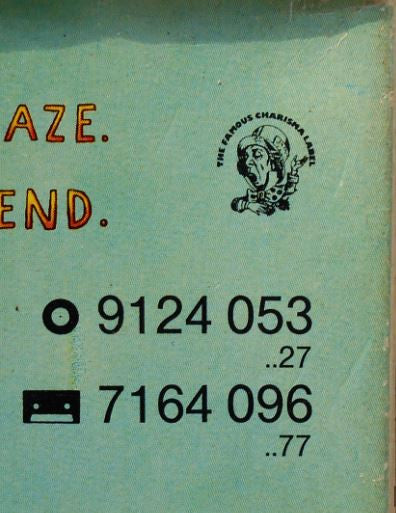 AZE.
THE FAMOUS CHARISMA LABEL
END.
9124 053
..27
7164 096
..77